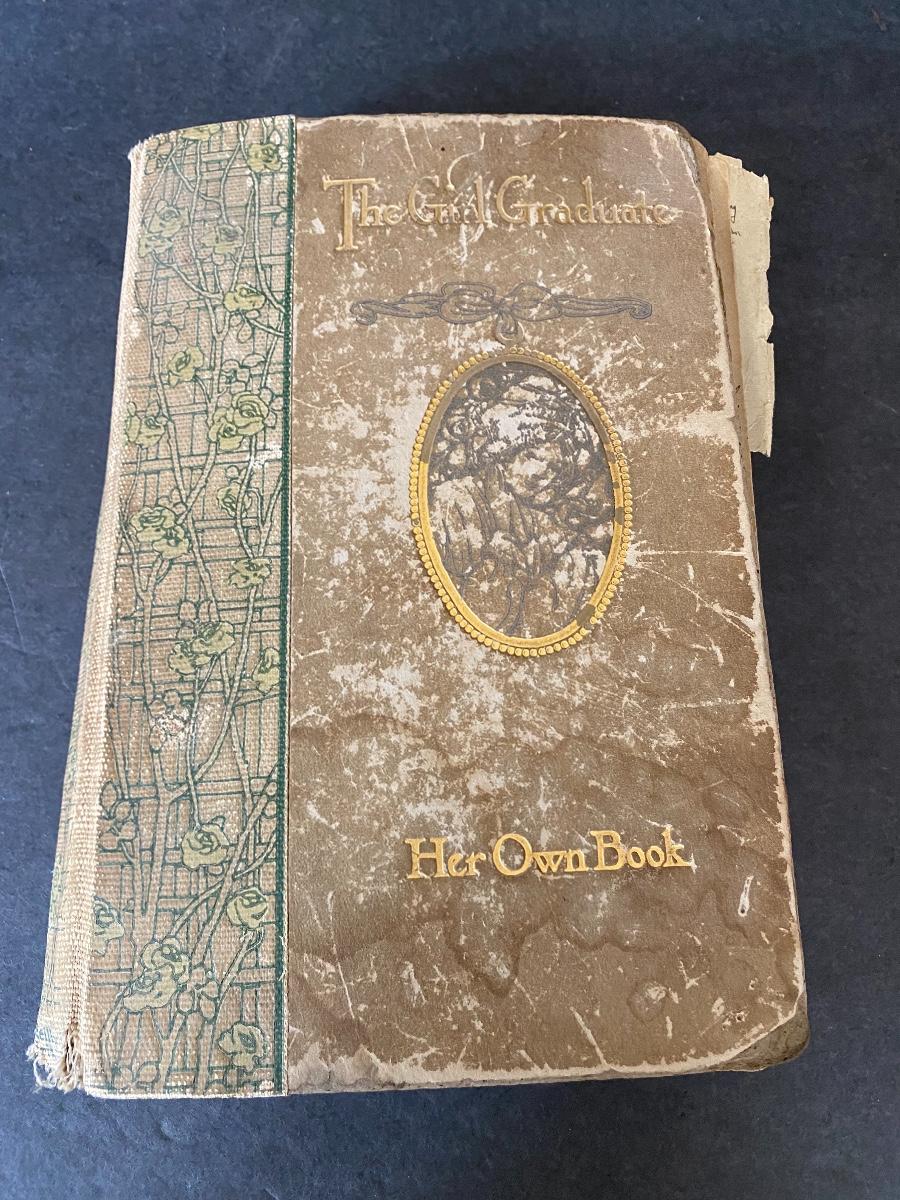 The Girl Graduate
Her Own Book